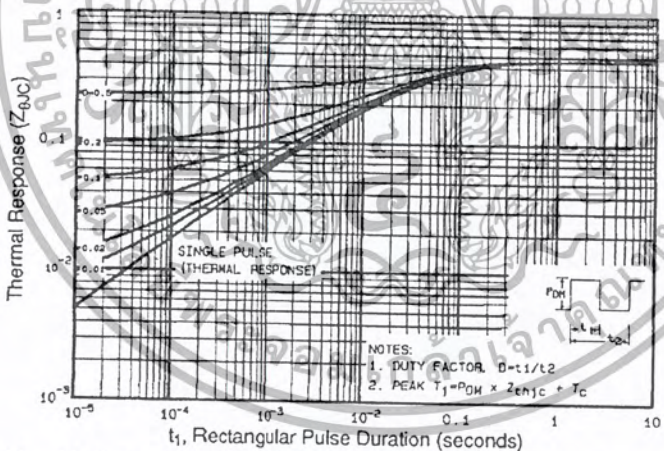 1
0.1
10-2
10-3
Thermal Response (ZθJC)
D=0.5
0.2
0.1
0.05
0.02
0.01
SINGLE PULSE
(THERMAL RESPONSE)
PDM
t1
t2
NOTES:
1. DUTY FACTOR, D=t1/t2
2. PEAK TJ=PDM x Zthjc + TC
10-5
10-4
10-3
10-2
0.1
1
10
t1, Rectangular Pulse Duration (seconds)